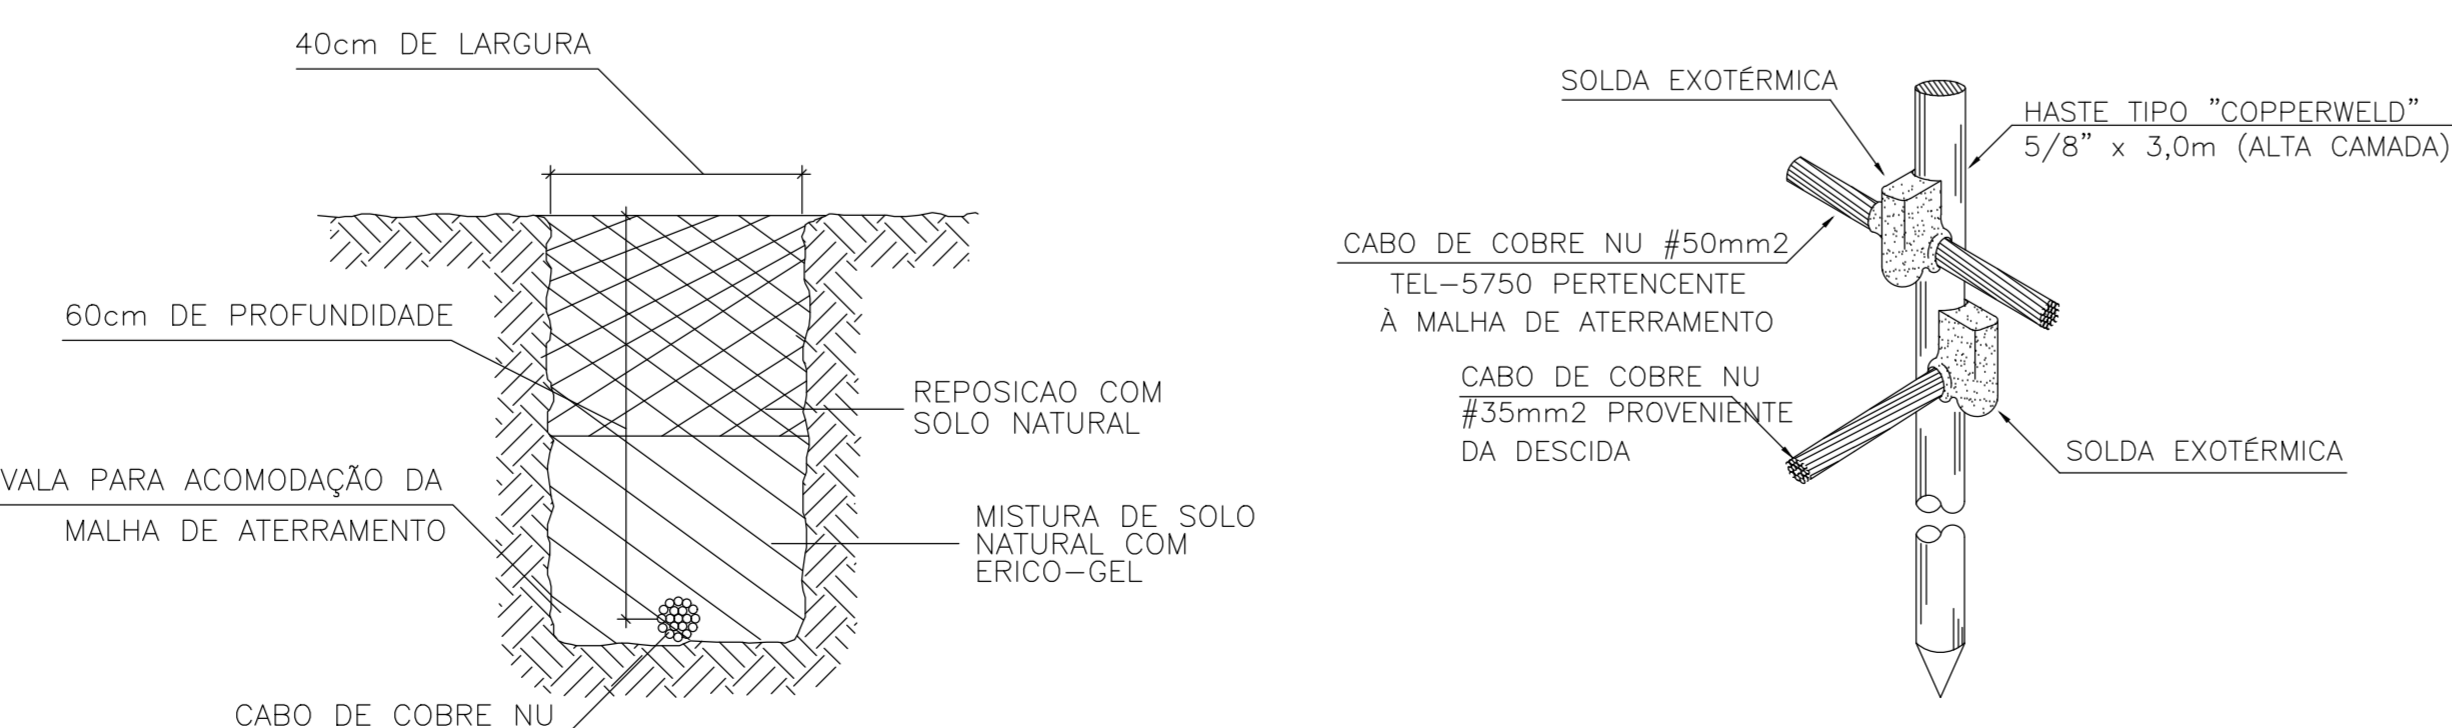 40cm DE LARGURA
60cm DE PROFUNDIDADE
REPOSICAO COM
SOLO NATURAL
VALA PARA ACOMODAÇÃO DA
MALHA DE ATERRAMENTO
MISTURA DE SOLO
NATURAL COM
ERICO-GEL
CABO DE COBRE NU
SOLDA EXOTÉRMICA
HASTE TIPO "COPPERWELD"
5/8" x 3,0m (ALTA CAMADA)
CABO DE COBRE NU #50mm2
TEL-5750 PERTENCENTE
À MALHA DE ATERRAMENTO
CABO DE COBRE NU
#35mm2 PROVENIENTE
DA DESCIDA
SOLDA EXOTÉRMICA